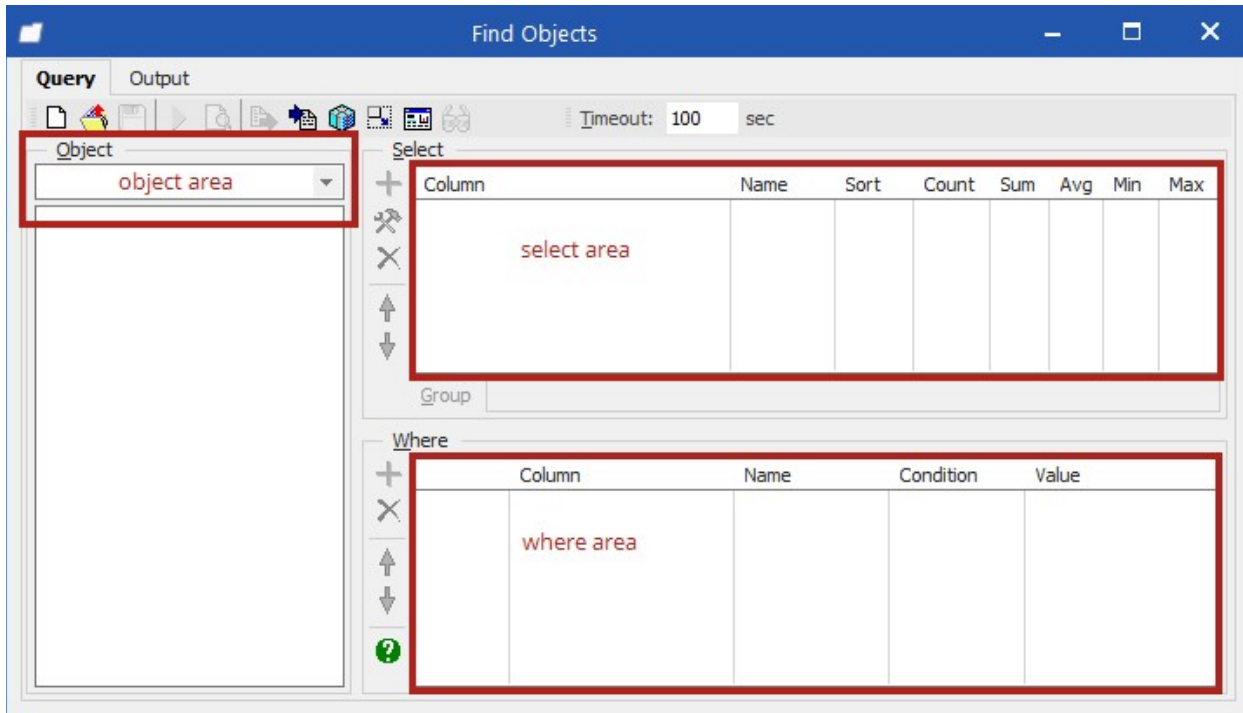 Find Objects
Query Output
Timeout: 100 sec
Object
object area
Select
Column Name Sort Count Sum Avg Min Max
select area
Group
Where
Column Name Condition Value
where area